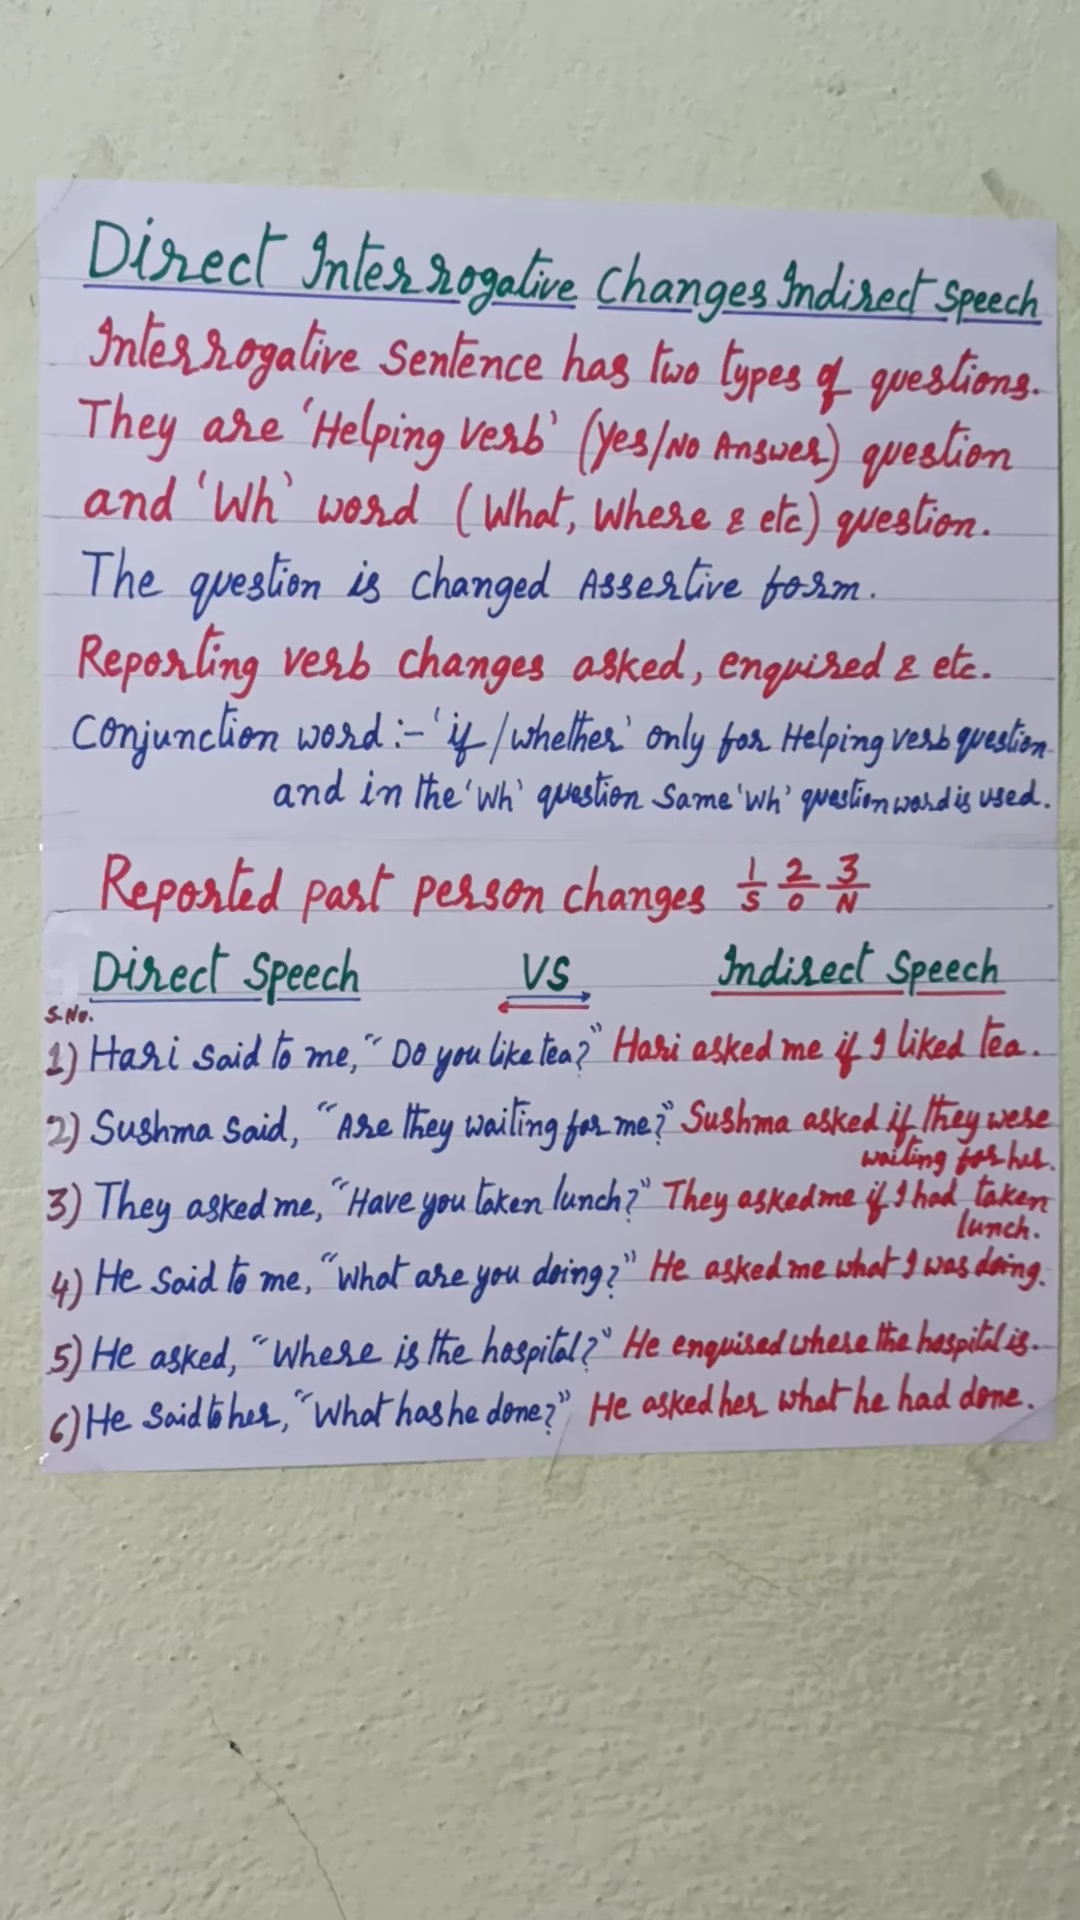 Direct Interrogative Changes Indirect Speech
Interrogative Sentence has two types of questions.
They are 'Helping verb' (Yes/No Answer) question
and 'Wh' word (What, Where & etc) question.
The question is changed Assertive form.
Reporting verb changes asked, enquired & etc.
Conjunction word:- 'if/whether' only for Helping verb question
and in the 'Wh' question Same 'Wh' question word is used.
Reported part person changes 1/S 2/O 3/N
Direct Speech VS Indirect Speech
S.No.
1) Hari said to me, "Do you like tea?" Hari asked me if I liked tea.
2) Sushma said, "Are they waiting for me?" Sushma asked if they were
waiting for her.
3) They asked me, "Have you taken lunch?" They asked me if I had taken
lunch.
4) He said to me, "What are you doing?" He asked me what I was doing.
5) He asked, "Where is the hospital?" He enquired where the hospital is.
6) He said to her, "What has he done?" He asked her what he had done.